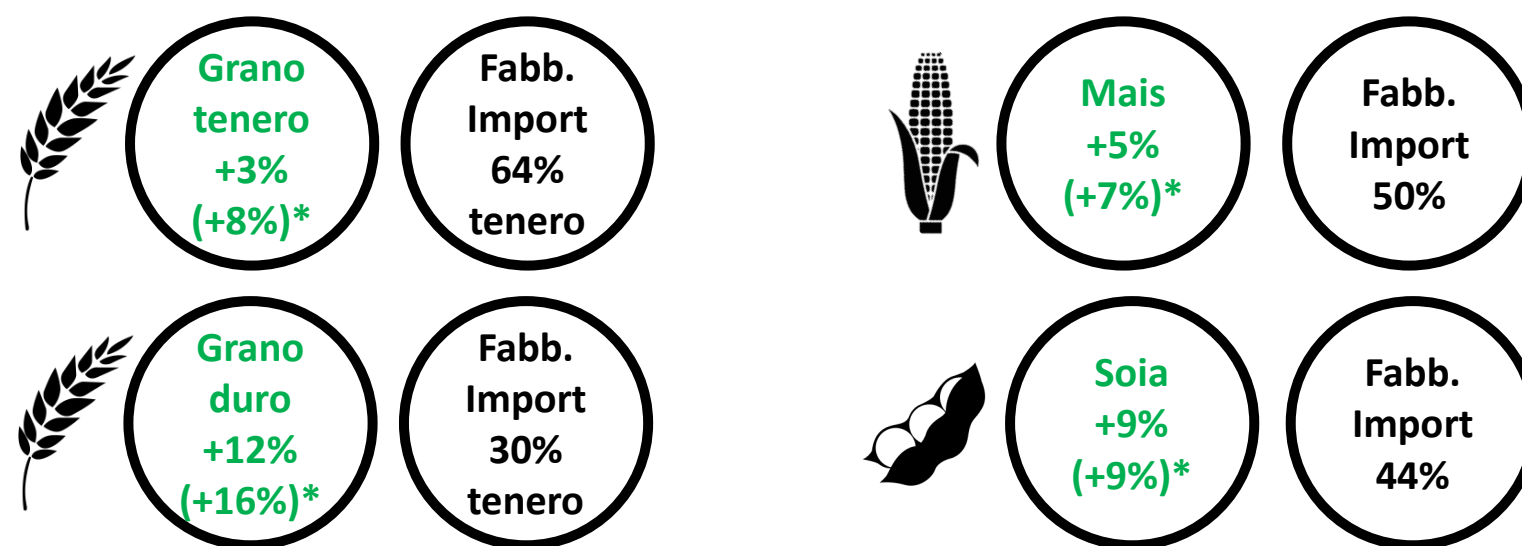 Grano
tenero
+3%
(+8%)*
Fabb.
Import
64%
tenero
Mais
+5%
(+7%)*
Fabb.
Import
50%
Grano
duro
+12%
(+16%)*
Fabb.
Import
30%
tenero
Soia
+9%
(+9%)*
Fabb.
Import
44%